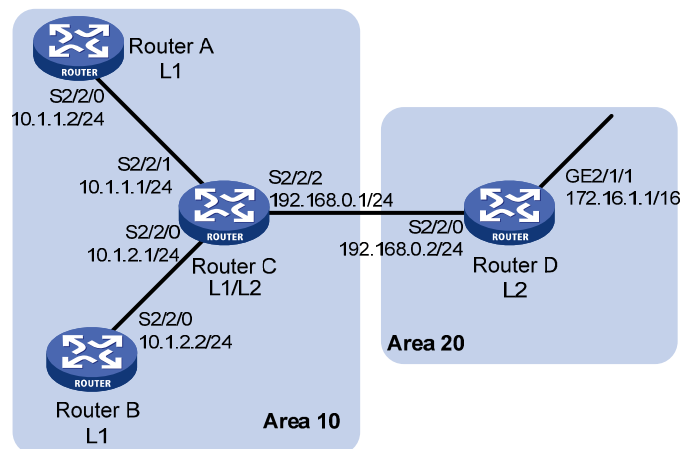 ROUTER
Router A
L1
S2/2/0
10.1.1.2/24
S2/2/1
10.1.1.1/24
S2/2/2
192.168.0.1/24
ROUTER
Router C
L1/L2
S2/2/0
10.1.2.1/24
S2/2/0
10.1.2.2/24
ROUTER
Router B
L1
Area 10
GE2/1/1
172.16.1.1/16
S2/2/0
192.168.0.2/24
ROUTER
Router D
L2
Area 20